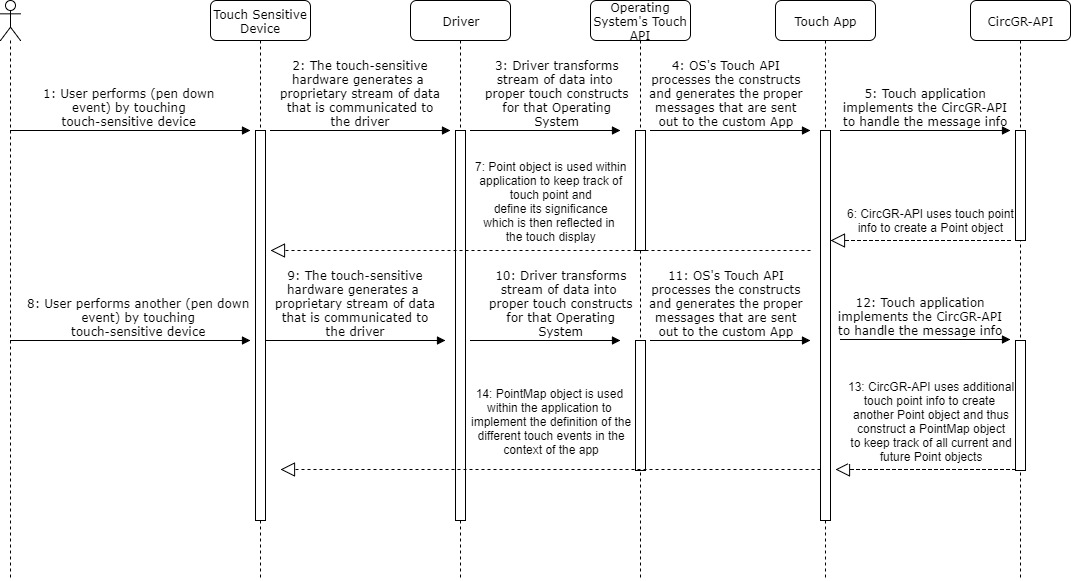 Touch Sensitive
Device
Driver
Operating
System's Touch
API
Touch App
CircGR-API
1: User performs (pen down
event) by touching
touch-sensitive device
2: The touch-sensitive
hardware generates a
proprietary stream of data
that is communicated to
the driver
3: Driver transforms
stream of data into
proper touch constructs
for that Operating
System
4: OS's Touch API
processes the constructs
and generates the proper
messages that are sent
out to the custom App
5: Touch application
implements the CircGR-API
to handle the message info
6: CircGR-API uses touch point
info to create a Point object
7: Point object is used within
application to keep track of
touch point and
define its significance
which is then reflected in
the touch display
8: User performs another (pen down
event) by touching
touch-sensitive device
9: The touch-sensitive
hardware generates a
proprietary stream of data
that is communicated to
the driver
10: Driver transforms
stream of data into
proper touch constructs
for that Operating
System
11: OS's Touch API
processes the constructs
and generates the proper
messages that are sent
out to the custom App
12: Touch application
implements the CircGR-API
to handle the message info
13: CircGR-API uses additional
touch point info to create
another Point object and thus
construct a PointMap object
to keep track of all current and
future Point objects
14: PointMap object is used
within the application to
implement the definition of the
different touch events in the
context of the app